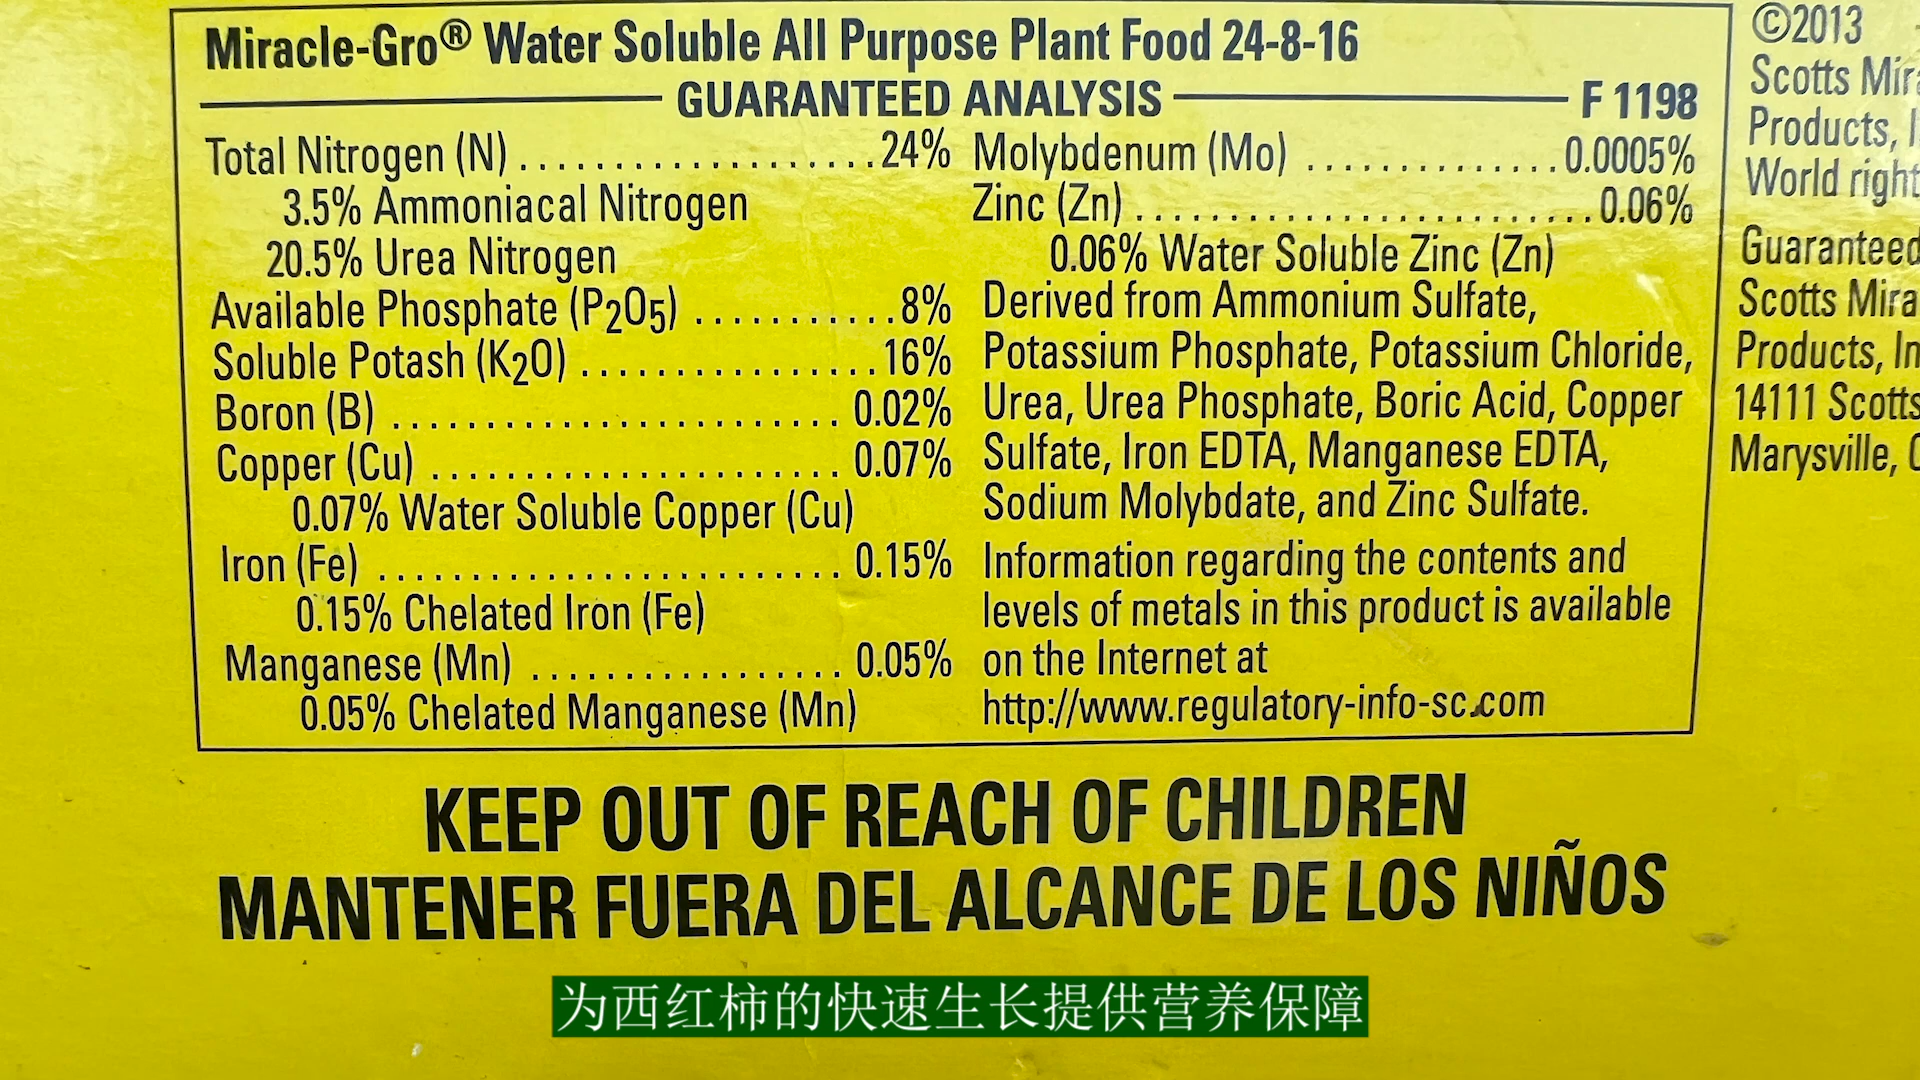 Miracle-Gro® Water Soluble All Purpose Plant Food 24-8-16
GUARANTEED ANALYSIS
F 1198
Total Nitrogen (N) ................... 24%
3.5% Ammoniacal Nitrogen
20.5% Urea Nitrogen
Available Phosphate (P2O5) ........... 8%
Soluble Potash (K2O) ................ 16%
Boron (B) ........................ 0.02%
Copper (Cu) ...................... 0.07%
0.07% Water Soluble Copper (Cu)
Iron (Fe) ......................... 0.15%
0.15% Chelated Iron (Fe)
Manganese (Mn) ................. 0.05%
0.05% Chelated Manganese (Mn)
Molybdenum (Mo) .............. 0.0005%
Zinc (Zn) ......................... 0.06%
0.06% Water Soluble Zinc (Zn)
Derived from Ammonium Sulfate,
Potassium Phosphate, Potassium Chloride,
Urea, Urea Phosphate, Boric Acid, Copper
Sulfate, Iron EDTA, Manganese EDTA,
Sodium Molybdate, and Zinc Sulfate.
Information regarding the contents and
levels of metals in this product is available
on the Internet at
http://www.regulatory-info-sc.com
©2013
Scotts
Products,
World
Guaranteed
Scotts
Products,
14111
Marysville,
KEEP OUT OF REACH OF CHILDREN
MANTENER FUERA DEL ALCANCE DE LOS NIÑOS
为西红柿的快速生长提供营养保障